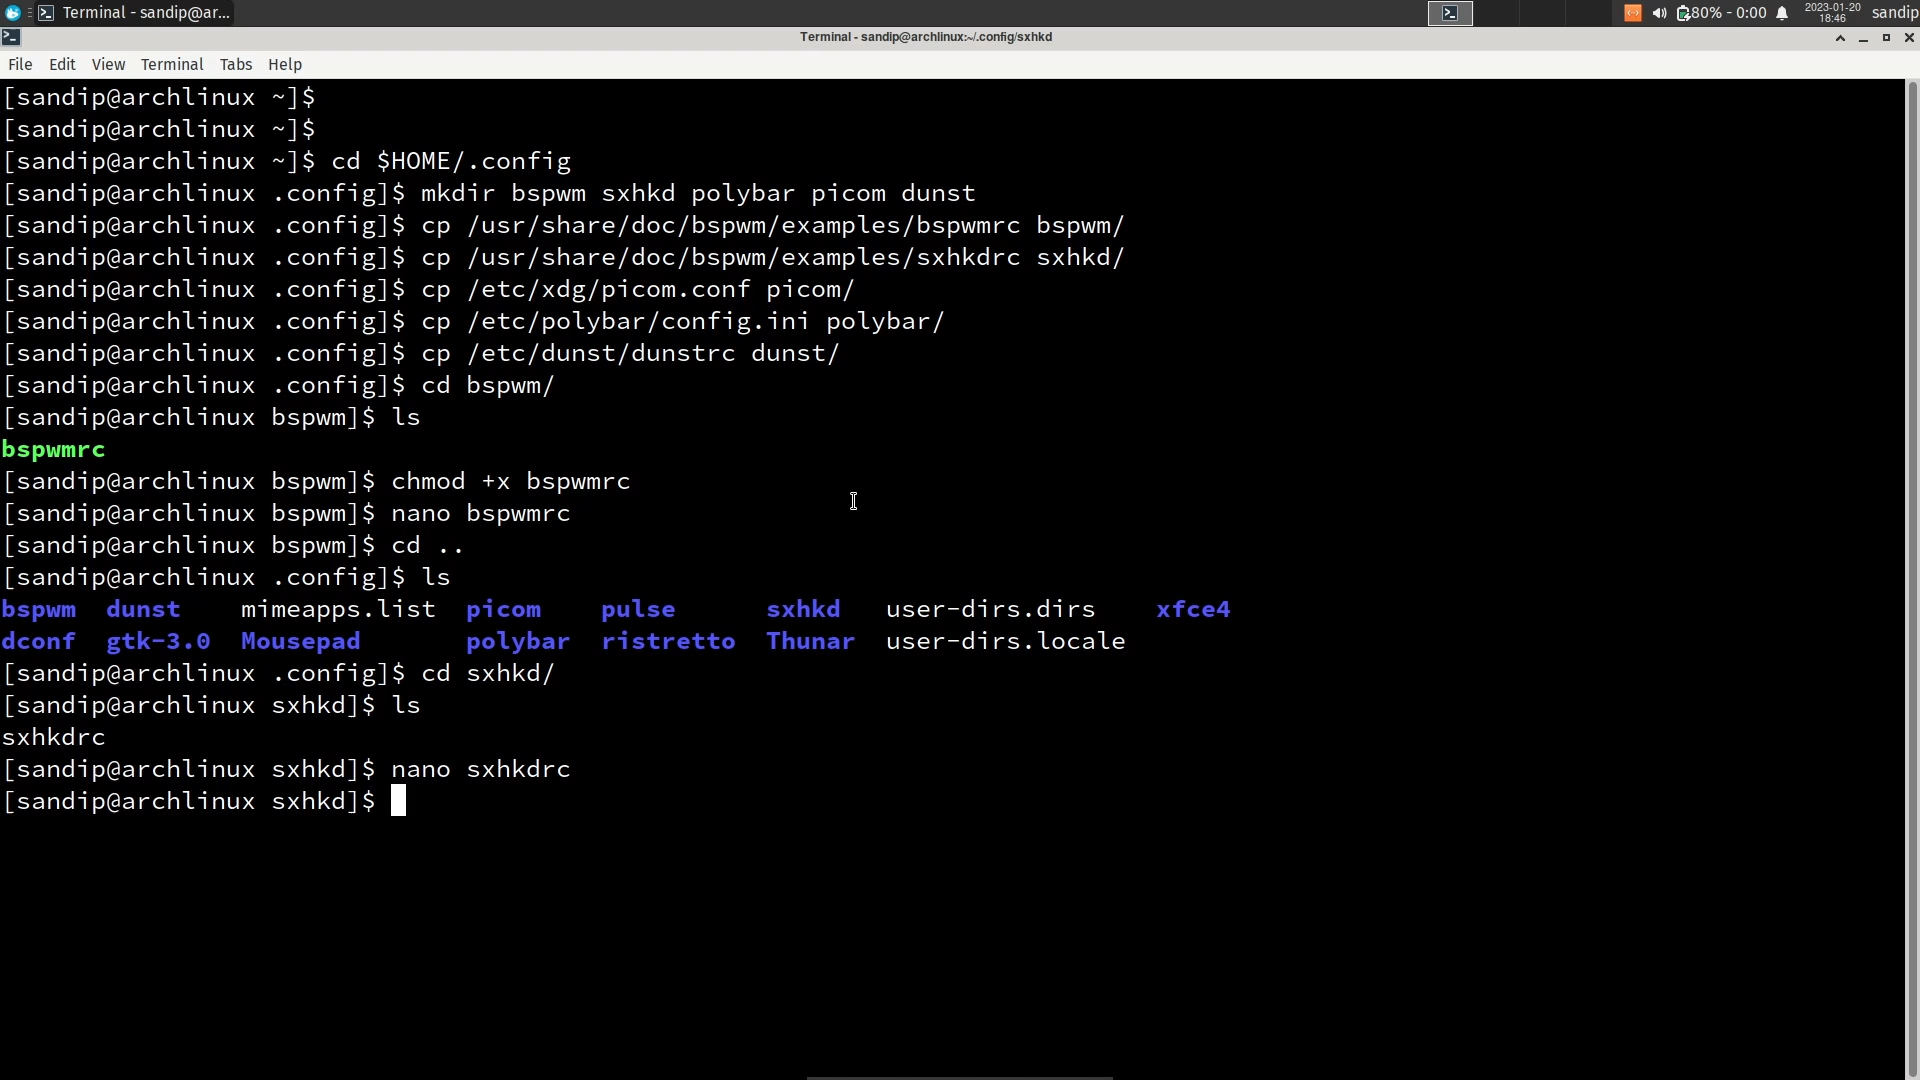 Terminal - sandip@ar... 80% - 0:00 2023-01-20 18:46 sandip
Terminal - sandip@archlinux:~/.config/sxhkd
File Edit View Terminal Tabs Help
[sandip@archlinux ~]$
[sandip@archlinux ~]$
[sandip@archlinux ~]$ cd $HOME/.config
[sandip@archlinux .config]$ mkdir bspwm sxhkd polybar picom dunst
[sandip@archlinux .config]$ cp /usr/share/doc/bspwm/examples/bspwmrc bspwm/
[sandip@archlinux .config]$ cp /usr/share/doc/bspwm/examples/sxhkdrc sxhkd/
[sandip@archlinux .config]$ cp /etc/xdg/picom.conf picom/
[sandip@archlinux .config]$ cp /etc/polybar/config.ini polybar/
[sandip@archlinux .config]$ cp /etc/dunst/dunstrc dunst/
[sandip@archlinux .config]$ cd bspwm/
[sandip@archlinux bspwm]$ ls
bspwmrc
[sandip@archlinux bspwm]$ chmod +x bspwmrc
[sandip@archlinux bspwm]$ nano bspwmrc
[sandip@archlinux bspwm]$ cd ..
[sandip@archlinux .config]$ ls
bspwm dunst mimeapps.list picom pulse sxhkd user-dirs.dirs xfce4
dconf gtk-3.0 Mousepad polybar ristretto Thunar user-dirs.locale
[sandip@archlinux .config]$ cd sxhkd/
[sandip@archlinux sxhkd]$ ls
sxhkdrc
[sandip@archlinux sxhkd]$ nano sxhkdrc
[sandip@archlinux sxhkd]$